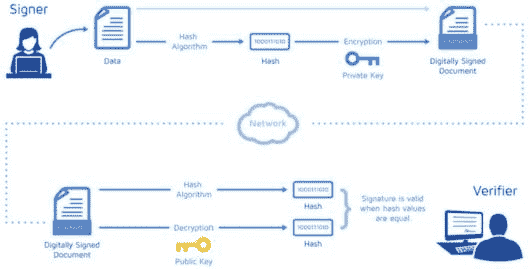 Signer
Data
Hash
Algorithm
100011010
Hash
Encryption
Private Key
Digitally Signed
Document
Network
Digitally Signed
Document
Hash
Algorithm
100011010
Hash
Decryption
Public Key
100011010
Hash
Signature is valid
when hash values
are equal.
Verifier